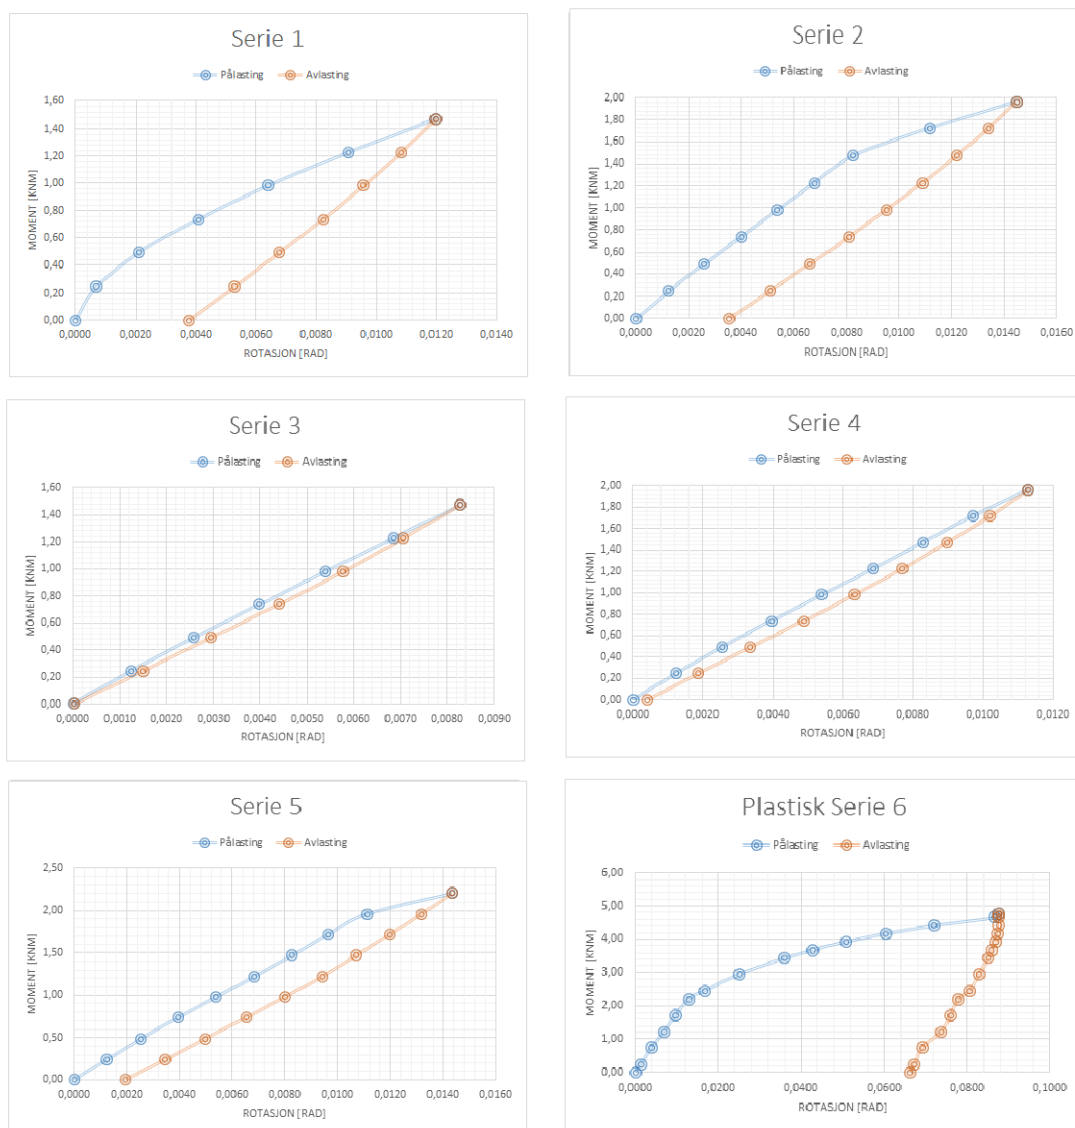 Serie 1
Pålasting Avlasting
1,60
1,40
1,20
1,00
0,80
0,60
0,40
0,20
0,00
MOMENT [KNM]
0,0000 0,0020 0,0040 0,0060 0,0080 0,0100 0,0120 0,0140
ROTASJON [RAD]
Serie 2
Pålasting Avlasting
2,00
1,80
1,60
1,40
1,20
1,00
0,80
0,60
0,40
0,20
0,00
MOMENT [KNM]
0,0000 0,0020 0,0040 0,0060 0,0080 0,0100 0,0120 0,0140 0,0160
ROTASJON [RAD]
Serie 3
Pålasting Avlasting
1,60
1,40
1,20
1,00
0,80
0,60
0,40
0,20
0,00
MOMENT [KNM]
0,0000 0,0010 0,0020 0,0030 0,0040 0,0050 0,0060 0,0070 0,0080 0,0090
ROTASJON [RAD]
Serie 4
Pålasting Avlasting
2,00
1,80
1,60
1,40
1,20
1,00
0,80
0,60
0,40
0,20
0,00
MOMENT [KNM]
0,0000 0,0020 0,0040 0,0060 0,0080 0,0100 0,0120
ROTASJON [RAD]
Serie 5
Pålasting Avlasting
2,50
2,00
1,50
1,00
0,50
0,00
MOMENT [KNM]
0,0000 0,0020 0,0040 0,0060 0,0080 0,0100 0,0120 0,0140 0,0160
ROTASJON [RAD]
Plastisk Serie 6
Pålasting Avlasting
6,00
5,00
4,00
3,00
2,00
1,00
0,00
MOMENT [KNM]
0,0000 0,0200 0,0400 0,0600 0,0800 0,1000
ROTASJON [RAD]